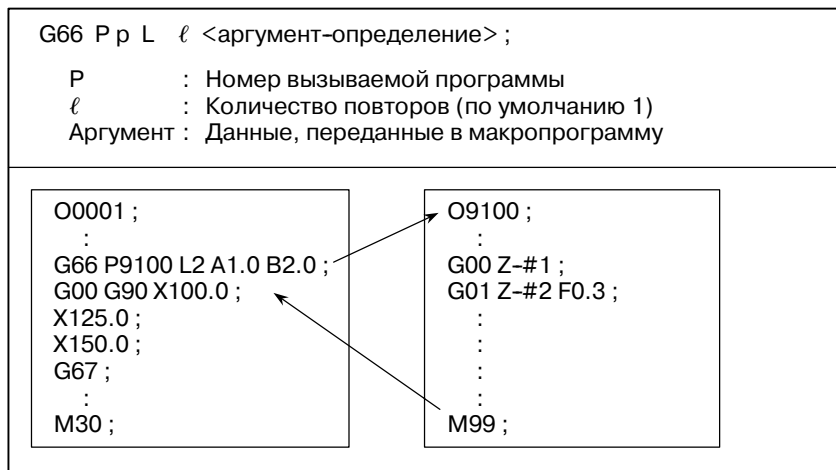 G66 P p L ℓ <аргумент-определение> ;
P : Номер вызываемой программы
ℓ : Количество повторов (по умолчанию 1)
Аргумент : Данные, переданные в макропрограмму
O0001 ;
:
G66 P9100 L2 A1.0 B2.0 ;
G00 G90 X100.0 ;
X125.0 ;
X150.0 ;
G67 ;
:
M30 ;
O9100 ;
:
G00 Z-#1 ;
G01 Z-#2 F0.3 ;
:
:
:
:
M99 ;